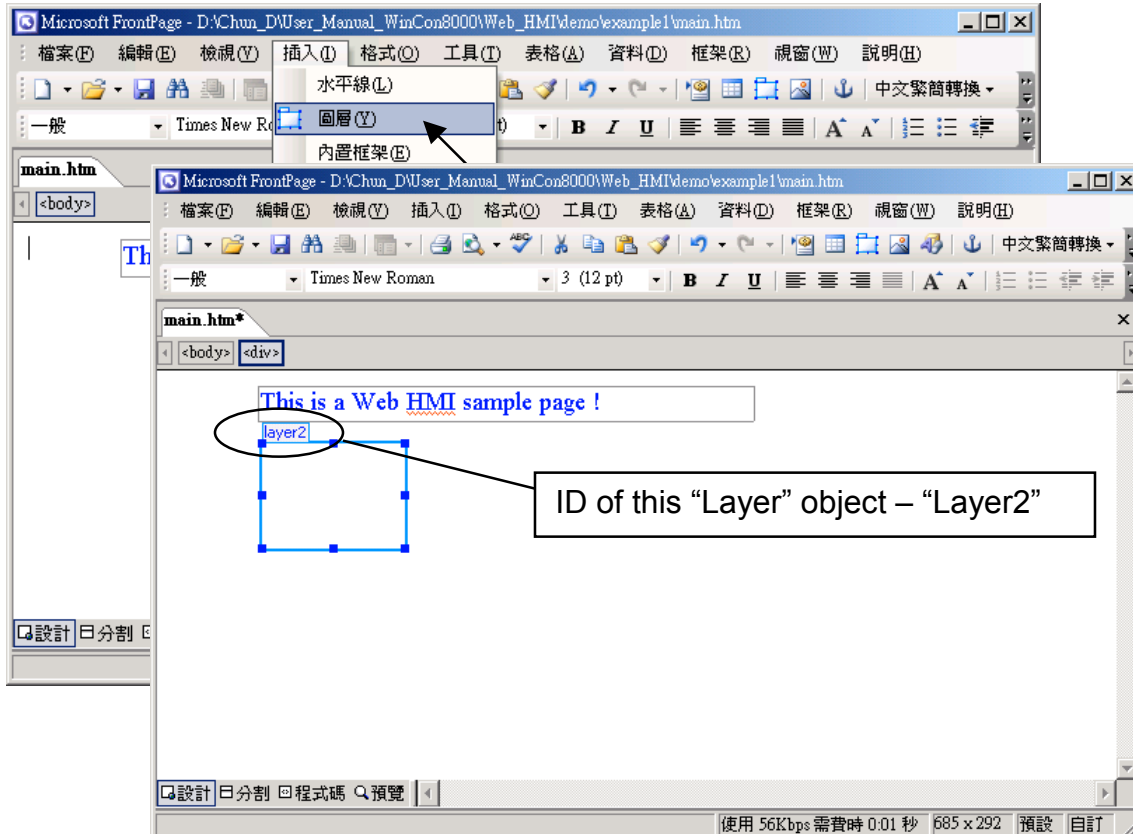 Microsoft FrontPage - D:\Chun_D\User_Manual_WinCon8000\Web_HMI\demo\example1\main.htm
檔案(F) 編輯(E) 檢視(V) 插入(I) 格式(O) 工具(T) 表格(A) 資料(D) 框架(R) 視窗(W) 說明(H)
水平線(L)
中文繁簡轉換
圖層(Y)
一般 Times New
B I U A A
內置框架(E)
main.htm
<body>
設計 分割
Microsoft FrontPage - D:\Chun_D\User_Manual_WinCon8000\Web_HMI\demo\example1\main.htm
檔案(F) 編輯(E) 檢視(V) 插入(I) 格式(O) 工具(T) 表格(A) 資料(D) 框架(R) 視窗(W) 說明(H)
ABC 中文繁簡轉換
一般 Times New Roman 3 (12 pt) B I U A A
main.htm*
<body> <div>
This is a Web HMI sample page !
layer2
ID of this “Layer” object – “Layer2”
設計 分割 程式碼 預覽
使用 56Kbps 需費時 0:01 秒 685 x 292 預設 自訂